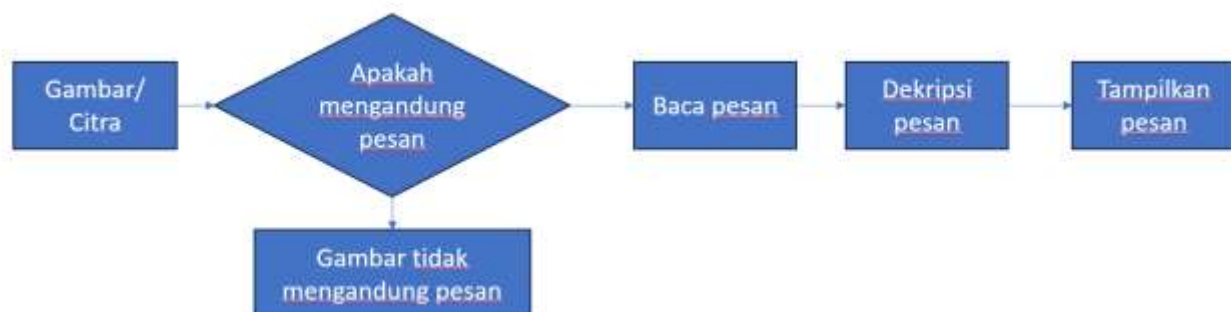 Gambar/
Citra
Apakah
mengandung
pesan
Baca pesan
Dekripsi
pesan
Tampilkan
pesan
Gambar tidak
mengandung pesan